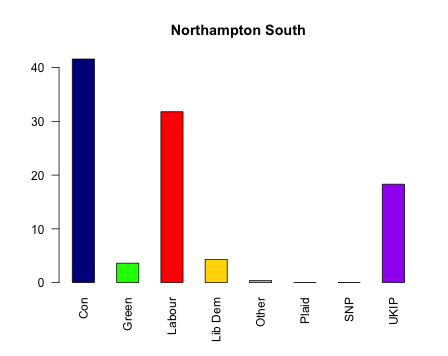 Northampton South
40
30
20
10
0
Con
Green
Labour
Lib Dem
Other
Plaid
SNP
UKIP